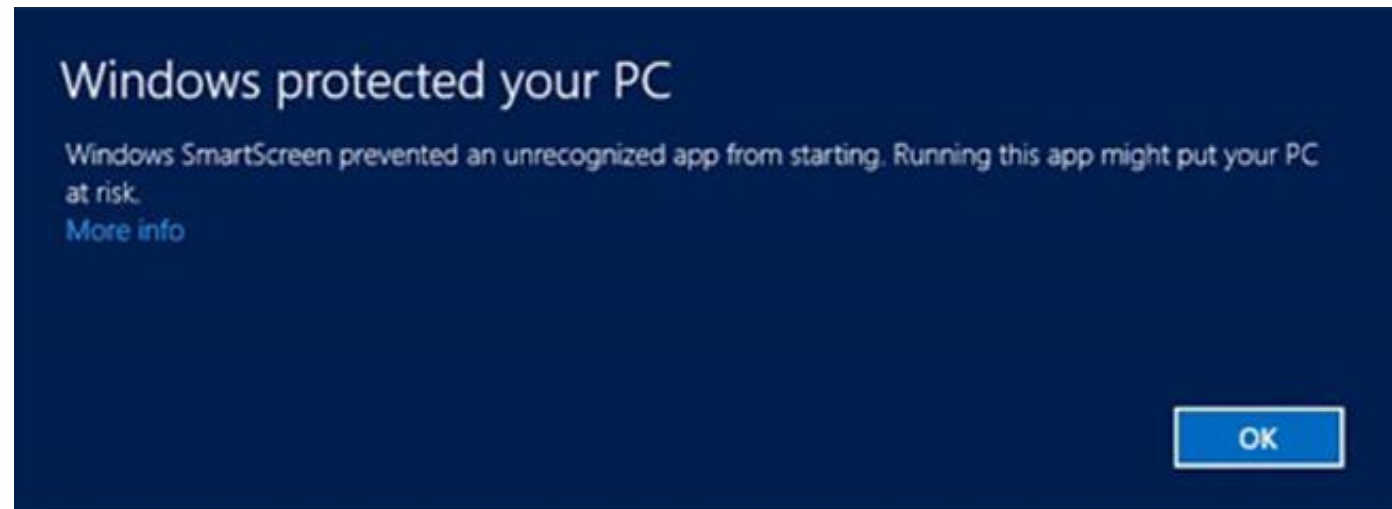 Windows protected your PC
Windows SmartScreen prevented an unrecognized app from starting. Running this app might put your PC
at risk.
More info
OK